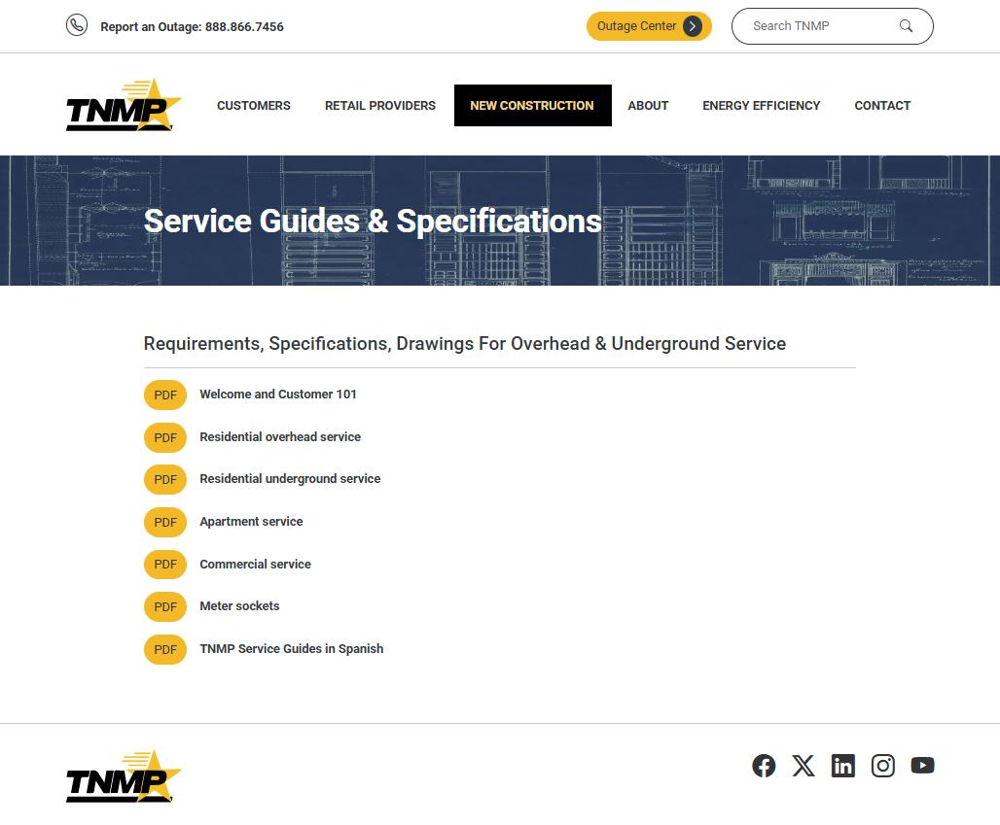 Report an Outage: 888.866.7456
Outage Center
Search TNMP
TNMP
CUSTOMERS
RETAIL PROVIDERS
NEW CONSTRUCTION
ABOUT
ENERGY EFFICIENCY
CONTACT
Service Guides & Specifications
Requirements, Specifications, Drawings For Overhead & Underground Service
PDF Welcome and Customer 101
PDF Residential overhead service
PDF Residential underground service
PDF Apartment service
PDF Commercial service
PDF Meter sockets
PDF TNMP Service Guides in Spanish
TNMP